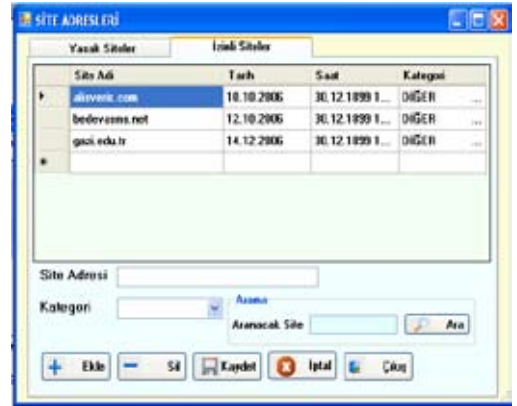 SİTE ADRESLERİ
Yasak Siteler İzinli Siteler
Site Adi Tarih Saat Kategori
alisveris.com 10.10.2006 30.12.1899 1... DİĞER ...
bedevasms.net 12.10.2006 30.12.1899 1... DİĞER ...
gazi.edu.tr 14.12.2006 30.12.1899 1... DİĞER ...
Site Adresi
Kategori
Arama
Aranacak Site Ara
Ekle Sil Kaydet İptal Çıkış